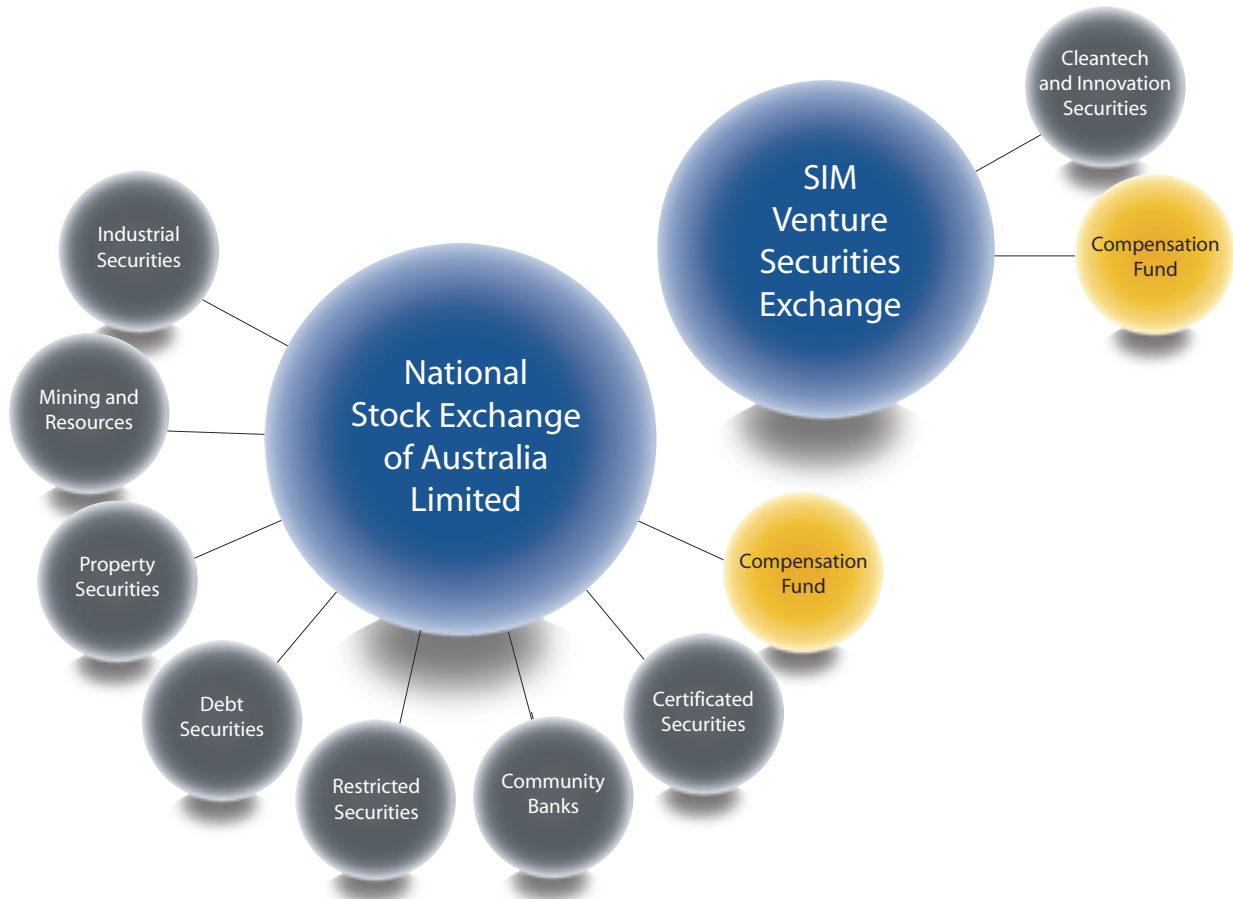 Cleantech
and Innovation
Securities
SIM
Venture
Securities
Exchange
Compensation
Fund
Industrial
Securities
National
Stock Exchange
of Australia
Limited
Mining and
Resources
Property
Securities
Compensation
Fund
Debt
Securities
Certificated
Securities
Restricted
Securities
Community
Banks